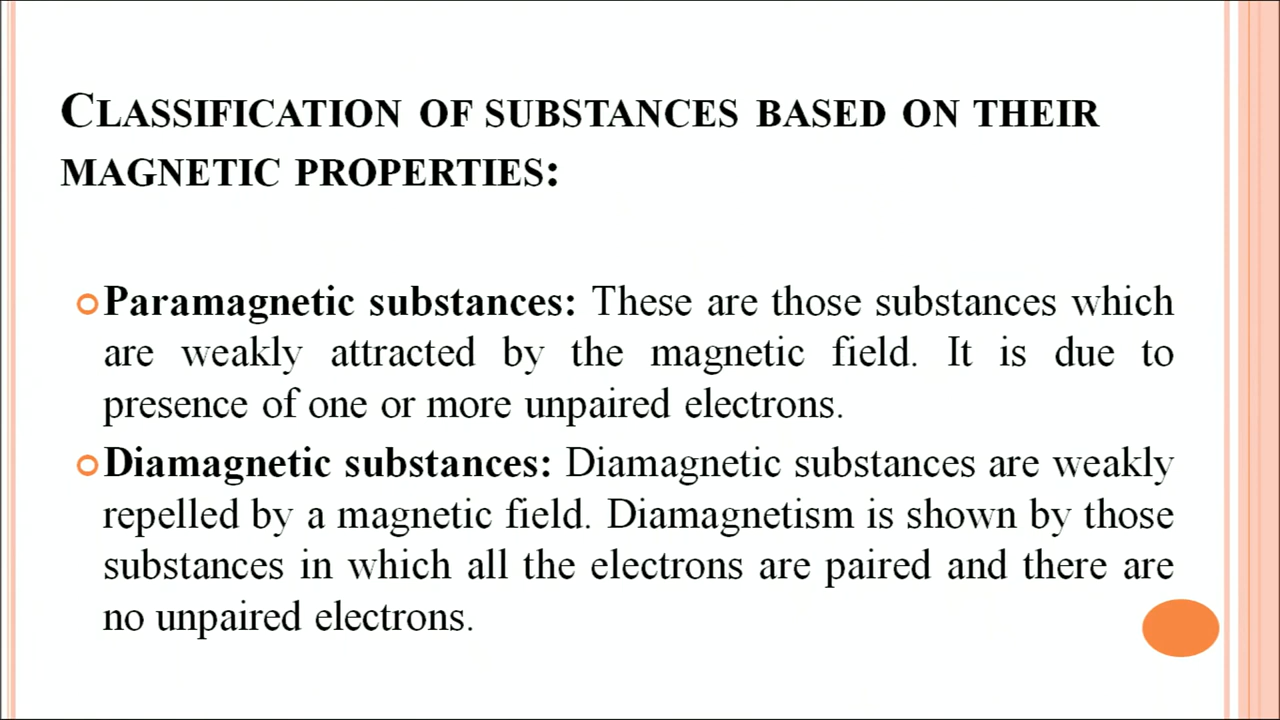 CLASSIFICATION OF SUBSTANCES BASED ON THEIR
MAGNETIC PROPERTIES:
Paramagnetic substances: These are those substances which
are weakly attracted by the magnetic field. It is due to
presence of one or more unpaired electrons.
Diamagnetic substances: Diamagnetic substances are weakly
repelled by a magnetic field. Diamagnetism is shown by those
substances in which all the electrons are paired and there are
no unpaired electrons.